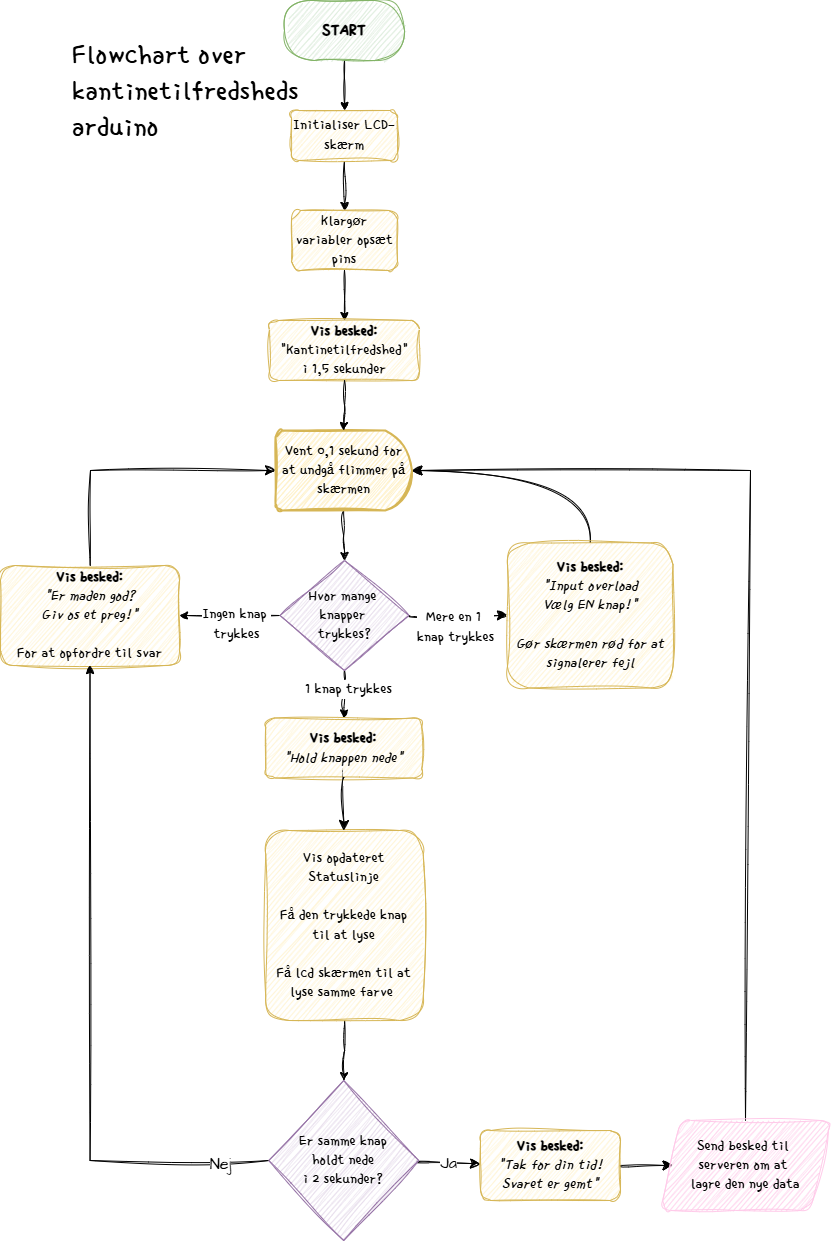 START
Flowchart over
kantinetilfredsheds
arduino
Initialiser LCD-
skærm
Klargør
variabler opsæt
pins
Vis besked:
"Kantinetilfredshed"
i 1,5 sekunder
Vent 0,1 sekund for
at undgå flimmer på
skærmen
Vis besked:
"Er maden god?
Giv os et preg!"
For at opfordre til svar
Ingen knap
trykkes
Hvor mange
knapper
trykkes?
Mere en 1
knap trykkes
Vis besked:
"Input overload
Vælg EN knap!"
Gør skærmen rød for at
signalerer fejl
1 knap trykkes
Vis besked:
"Hold knappen nede"
Vis opdateret
Statuslinje
Få den trykkede knap
til at lyse
Få lcd skærmen til at
lyse samme farve
Er samme knap
holdt nede
i 2 sekunder?
Nej
Ja
Vis besked:
"Tak for din tid!
Svaret er gemt"
Send besked til
serveren om at
lagre den nye data